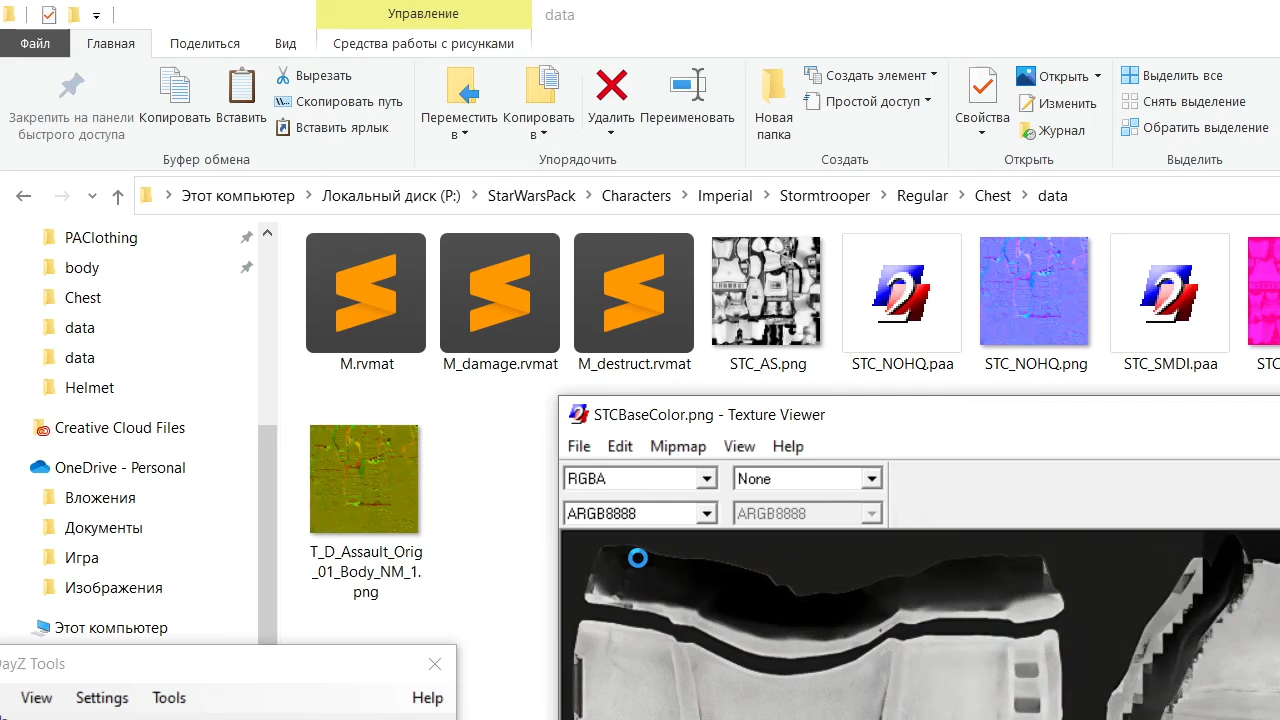 Управление
data
Файл
Главная
Поделиться
Вид
Средства работы с рисунками
Закрепить на панели
быстрого доступа
Копировать
Вставить
Вырезать
Скопировать путь
Вставить ярлык
Буфер обмена
Переместить
в
Копировать
в
Удалить
Переименовать
Упорядочить
Новая
папка
Создать элемент
Простой доступ
Создать
Свойства
Открыть
Изменить
Журнал
Открыть
Выделить все
Снять выделение
Обратить выделение
Выделить
Этот компьютер
Локальный диск (P:)
StarWarsPack
Characters
Imperial
Stormtrooper
Regular
Chest
data
PAClothing
body
Chest
data
data
Helmet
Creative Cloud Files
OneDrive - Personal
Вложения
Документы
Игра
Изображения
Этот компьютер
M.rvmat
M_damage.rvmat
M_destruct.rvmat
STC_AS.png
STC_NOHQ.paa
STC_NOHQ.png
STC_SMDI.paa
T_D_Assault_Orig
_01_Body_NM_1.
png
STCBaseColor.png - Texture Viewer
File
Edit
Mipmap
View
Help
RGBA
None
ARGB8888
ARGB8888
ayZ Tools
View
Settings
Tools
Help